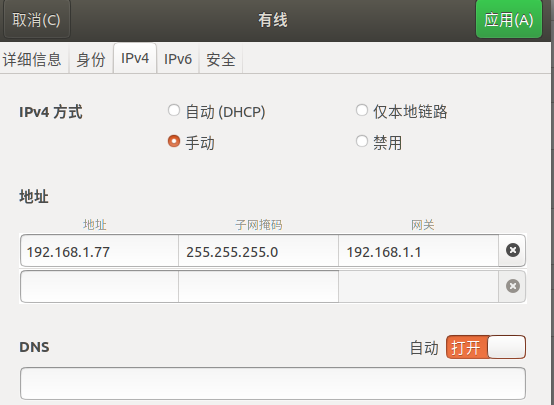 取消(C) 有线 应用(A)
详细信息 身份 IPv4 IPv6 安全
IPv4 方式 自动 (DHCP) 仅本地链路
手动 禁用
地址
地址 子网掩码 网关
192.168.1.77 255.255.255.0 192.168.1.1
DNS 自动 打开